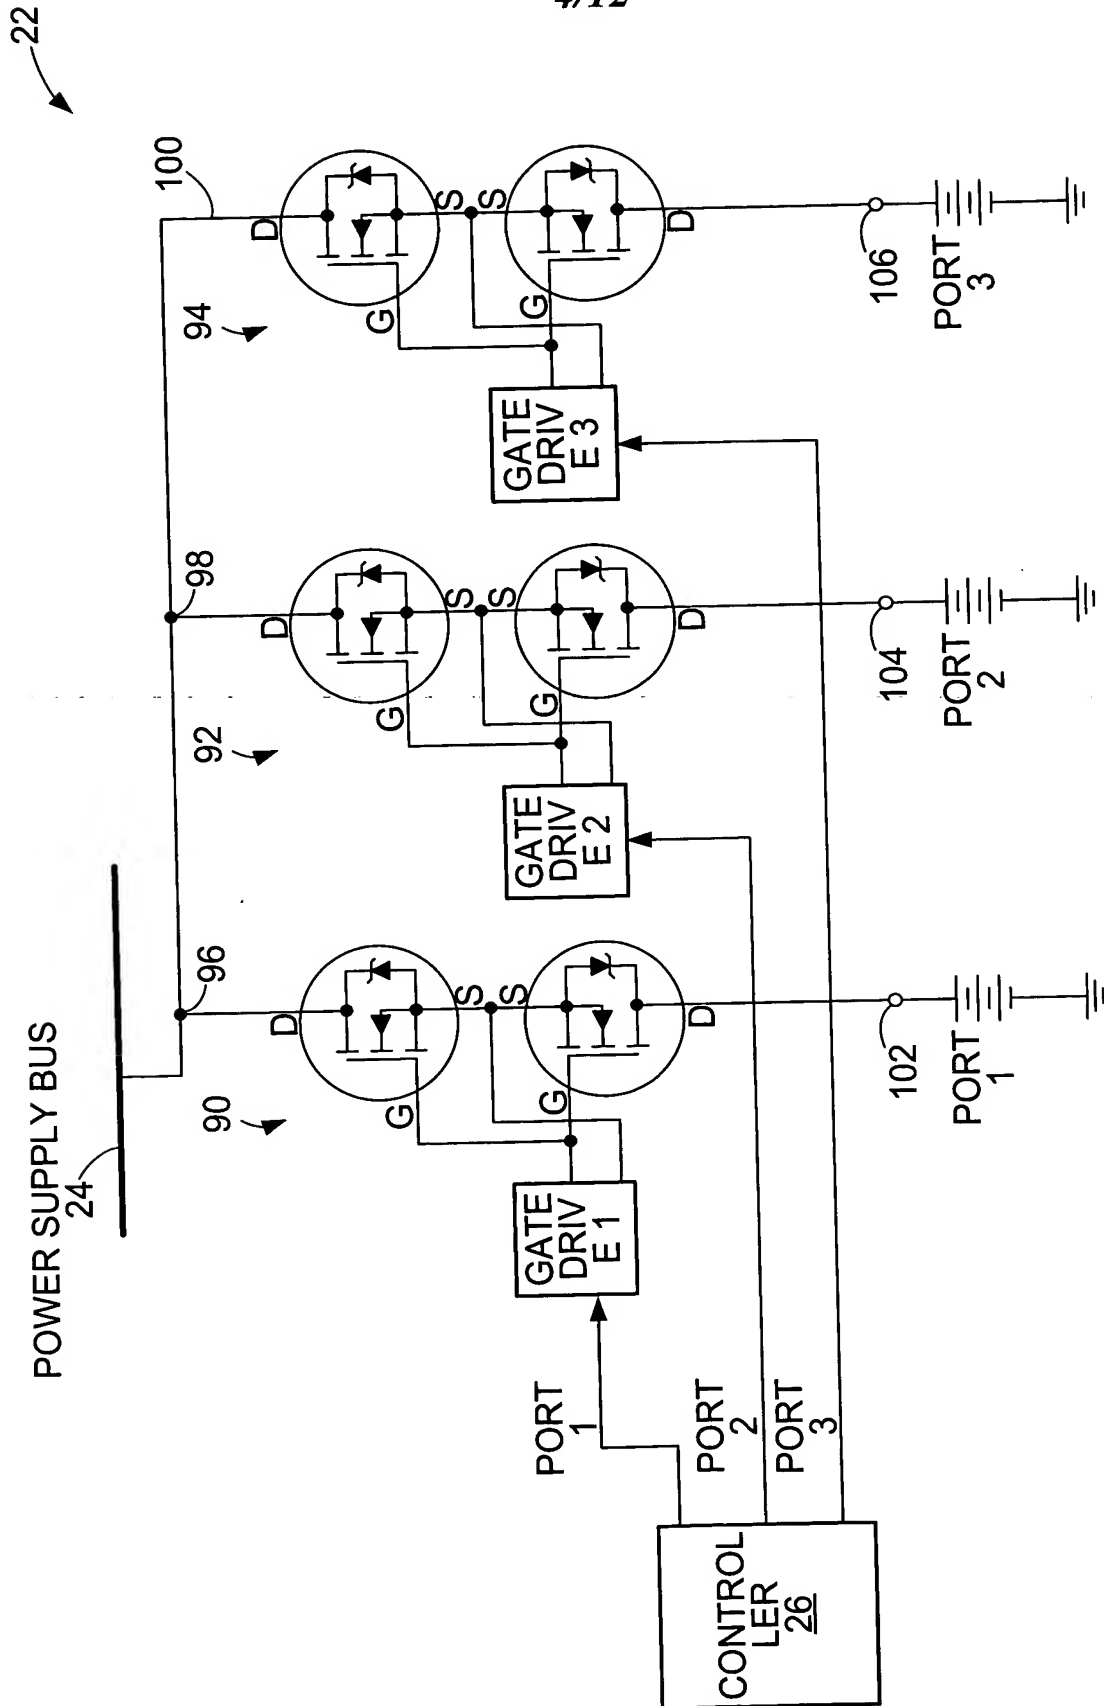 4/12
22
POWER SUPPLY BUS
24
96
98
100
90
92
94
D
G
S
S
G
D
D
G
S
S
G
D
D
G
S
S
G
D
GATE
DRIV
E 1
GATE
DRIV
E 2
GATE
DRIV
E 3
102
104
106
PORT
1
PORT
2
PORT
3
PORT
1
PORT
2
PORT
3
CONTROL
LER
26